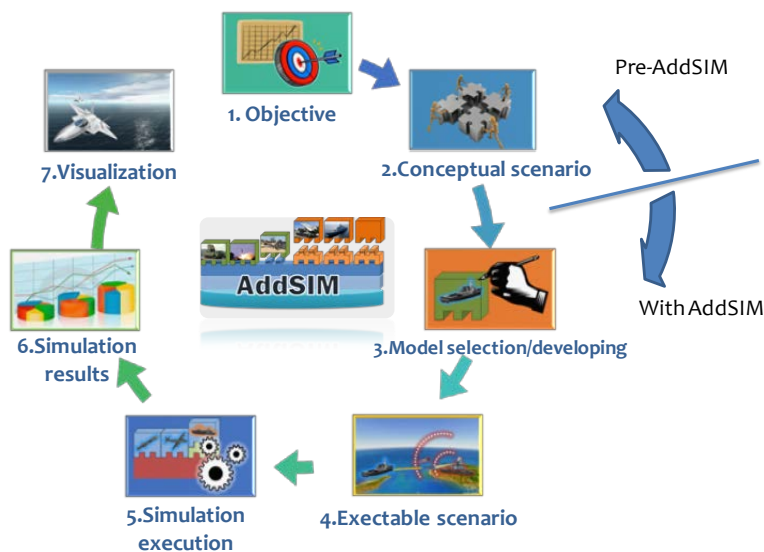 1. Objective
Pre-AddSIM
2.Conceptual scenario
7.Visualization
AddSIM
With AddSIM
3.Model selection/developing
6.Simulation
results
4.Exectable scenario
5.Simulation
execution